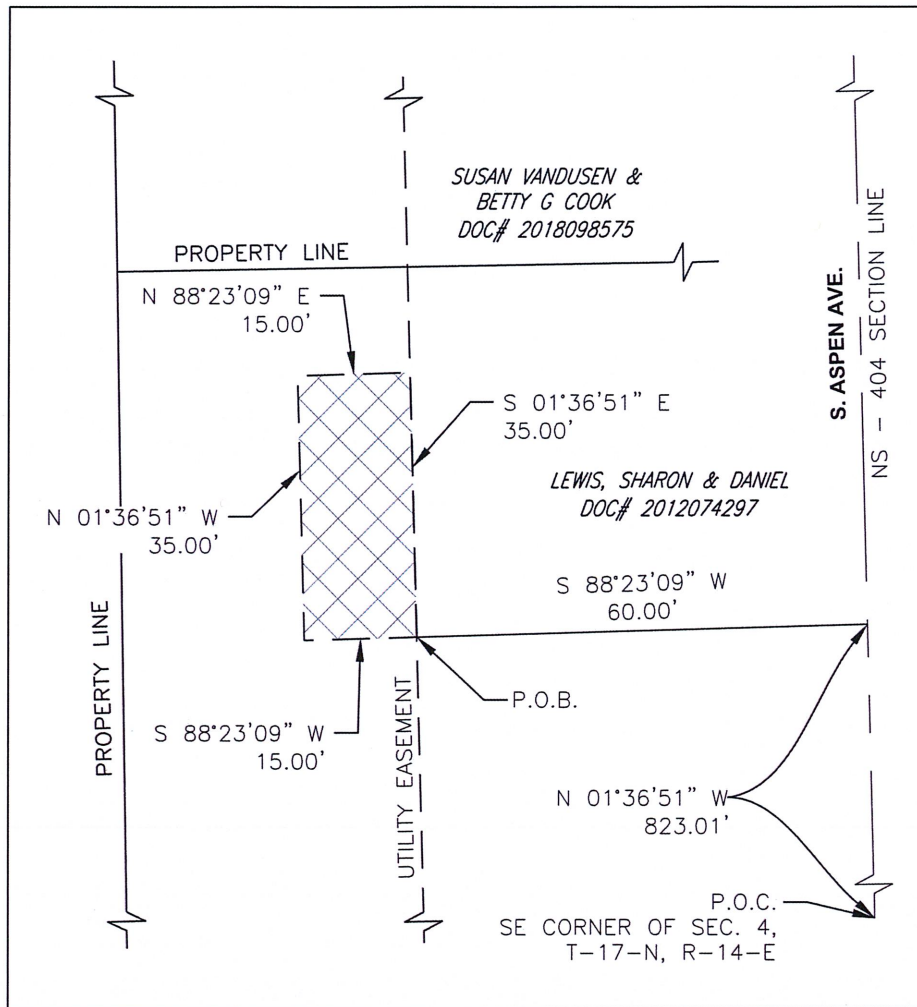 SUSAN VANDUSEN &
BETTY G COOK
DOC# 2018098575
PROPERTY LINE
N 88°23'09" E
15.00'
S. ASPEN AVE.
NS - 404 SECTION LINE
S 01°36'51" E
35.00'
LEWIS, SHARON & DANIEL
DOC# 2012074297
N 01°36'51" W
35.00'
S 88°23'09" W
60.00'
PROPERTY LINE
P.O.B.
S 88°23'09" W
15.00'
UTILITY EASEMENT
N 01°36'51" W
823.01'
P.O.C.
SE CORNER OF SEC. 4,
T-17-N, R-14-E